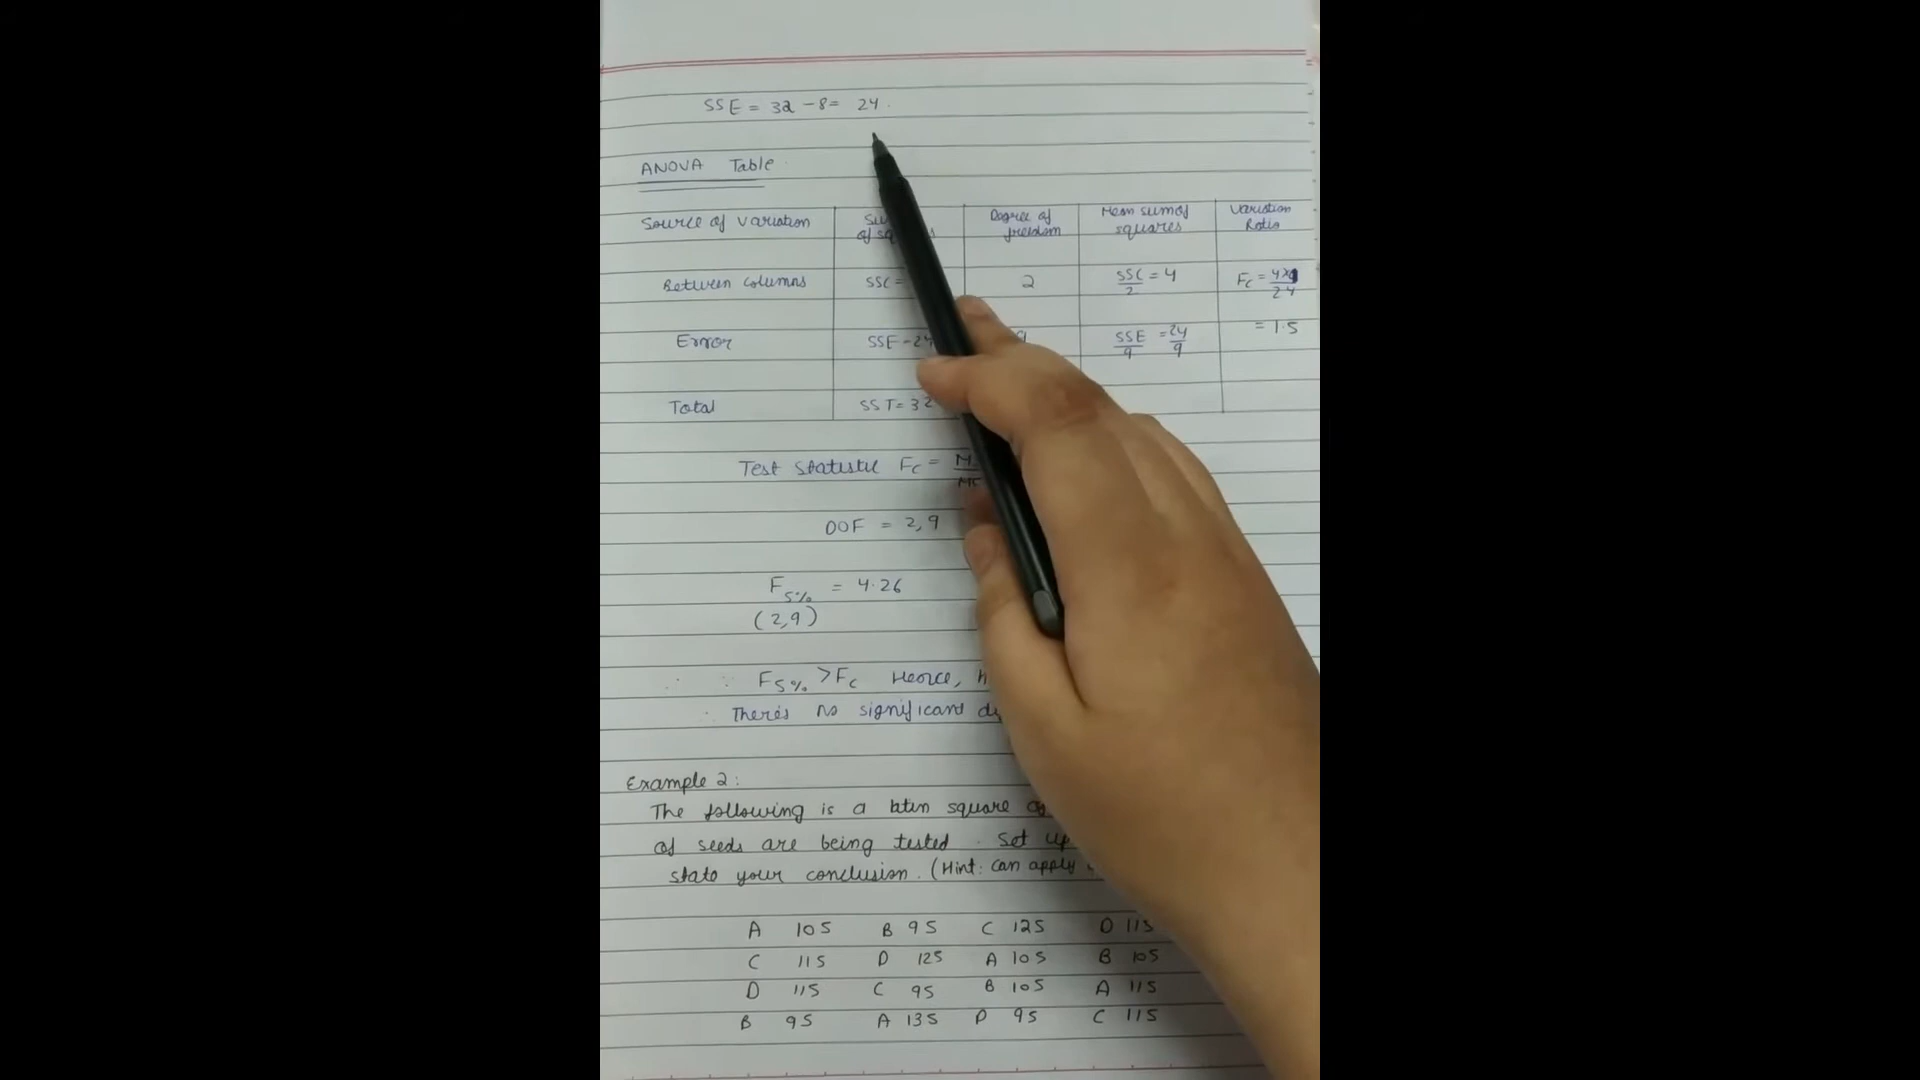 SSE = 32 - 8 = 24.
ANOVA Table
Source of Variation of Degree of freedom Mean sum of squares Variation Ratio
Between columns SSC = 2 SSC/2 = 4 Fc = 4x9/24
Error SSE = 24 9 SSE/9 = 24/9 = 1.5
Total SST = 32
Test statistic Fc =
DOF = 2, 9
F5% = 4.26
(2,9)
∵ F5% > Fc Hence,
∴ There's no significant
Example 2:
The following is a latin square
of seeds are being tested. Set up
state your conclusion. (Hint: can apply
A 105 B 95 C 125 D 115
C 115 D 125 A 105 B 105
D 115 C 95 B 105 A 115
B 95 A 135 D 95 C 115